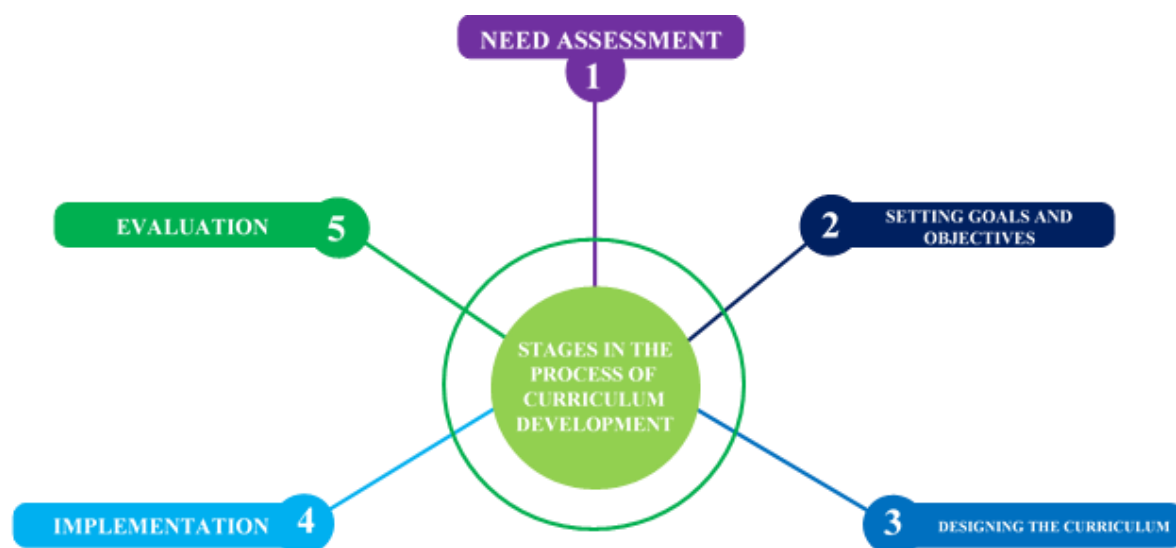 NEED ASSESSMENT
1
2
SETTING GOALS AND
OBJECTIVES
3
DESIGNING THE CURRICULUM
4
IMPLEMENTATION
5
EVALUATION
STAGES IN THE
PROCESS OF
CURRICULUM
DEVELOPMENT